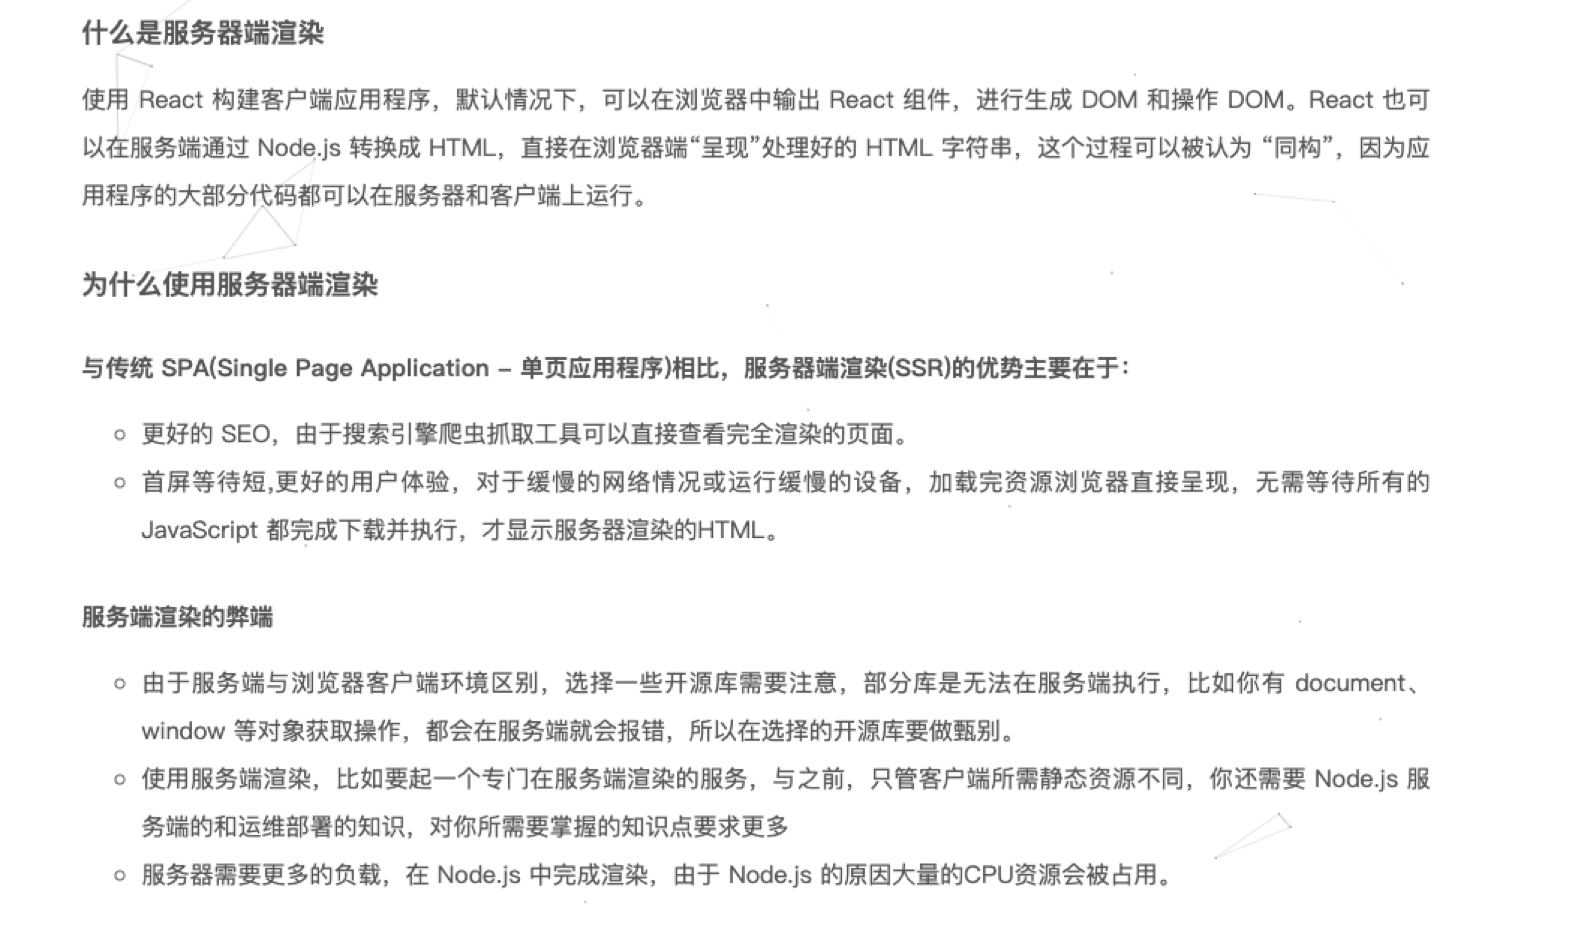 什么是服务器端渲染
使用 React 构建客户端应用程序，默认情况下，可以在浏览器中输出 React 组件，进行生成 DOM 和操作 DOM。React 也可
以在服务端通过 Node.js 转换成 HTML，直接在浏览器端“呈现”处理好的 HTML 字符串，这个过程可以被认为 “同构”，因为应
用程序的大部分代码都可以在服务器和客户端上运行。
为什么使用服务器端渲染
与传统 SPA(Single Page Application – 单页应用程序)相比，服务器端渲染(SSR)的优势主要在于：
更好的 SEO，由于搜索引擎爬虫抓取工具可以直接查看完全渲染的页面。
首屏等待短,更好的用户体验，对于缓慢的网络情况或运行缓慢的设备，加载完资源浏览器直接呈现，无需等待所有的
JavaScript 都完成下载并执行，才显示服务器渲染的HTML。
服务端渲染的弊端
由于服务端与浏览器客户端环境区别，选择一些开源库需要注意，部分库是无法在服务端执行，比如你有 document、
window 等对象获取操作，都会在服务端就会报错，所以在选择的开源库要做甄别。
使用服务端渲染，比如要起一个专门在服务端渲染的服务，与之前，只管客户端所需静态资源不同，你还需要 Node.js 服
务端的和运维部署的知识，对你所需要掌握的知识点要求更多
服务器需要更多的负载，在 Node.js 中完成渲染，由于 Node.js 的原因大量的CPU资源会被占用。